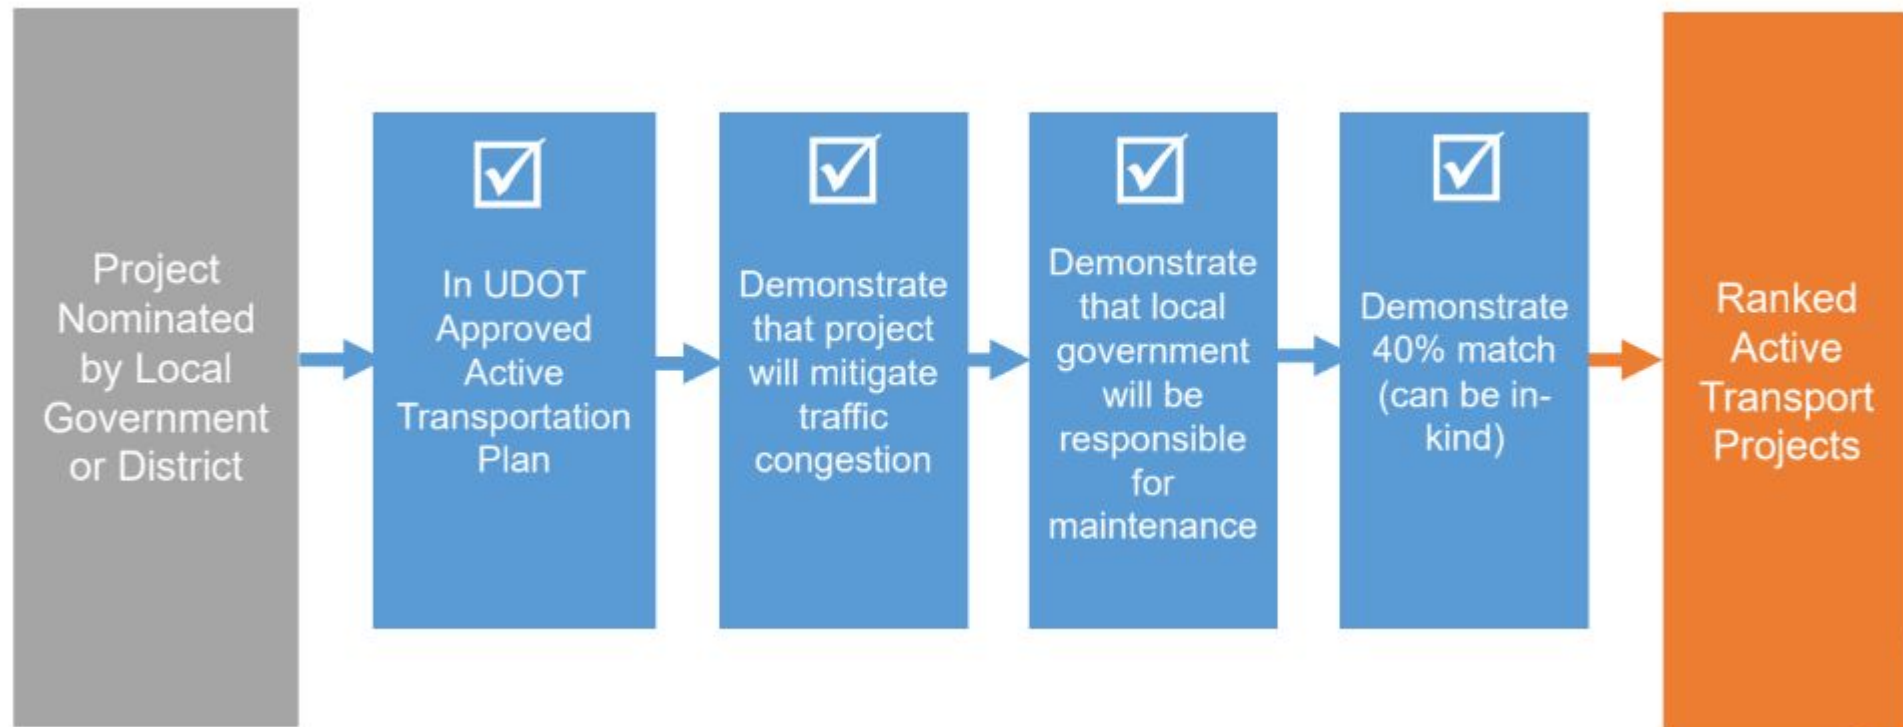 Project
Nominated
by Local
Government
or District
In UDOT
Approved
Active
Transportation
Plan
Demonstrate
that project
will mitigate
traffic
congestion
Demonstrate
that local
government
will be
responsible
for
maintenance
Demonstrate
40% match
(can be in-
kind)
Ranked
Active
Transport
Projects